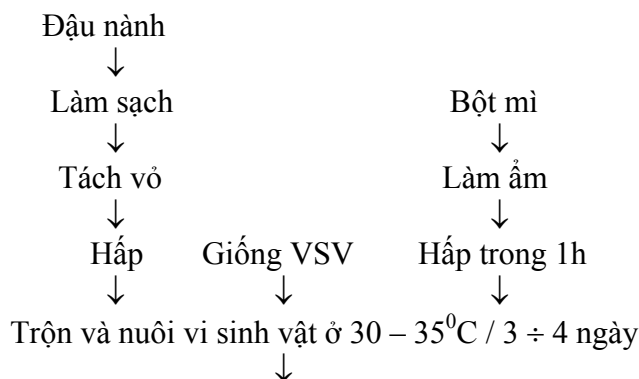 Đậu nành
↓
Làm sạch Bột mì
↓ ↓
Tách vỏ Làm ẩm
↓ ↓
Hấp Giống VSV Hấp trong 1h
↓ ↓ ↓
Trộn và nuôi vi sinh vật ở 30 – 35⁰C / 3 ÷ 4 ngày
↓